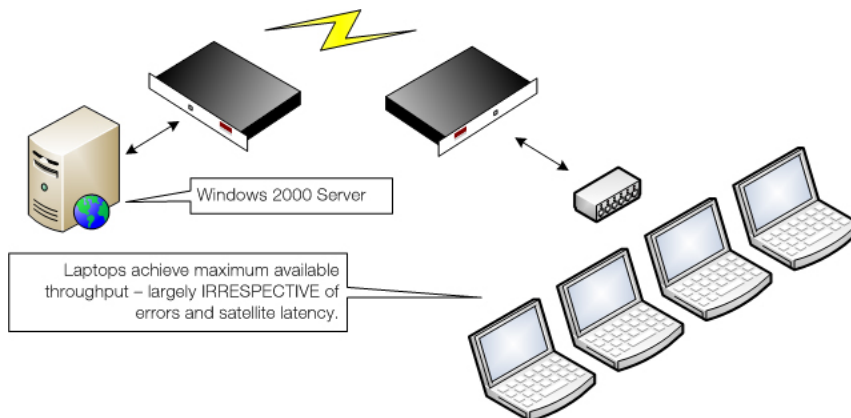 Windows 2000 Server
Laptops achieve maximum available
throughput – largely IRRESPECTIVE of
errors and satellite latency.